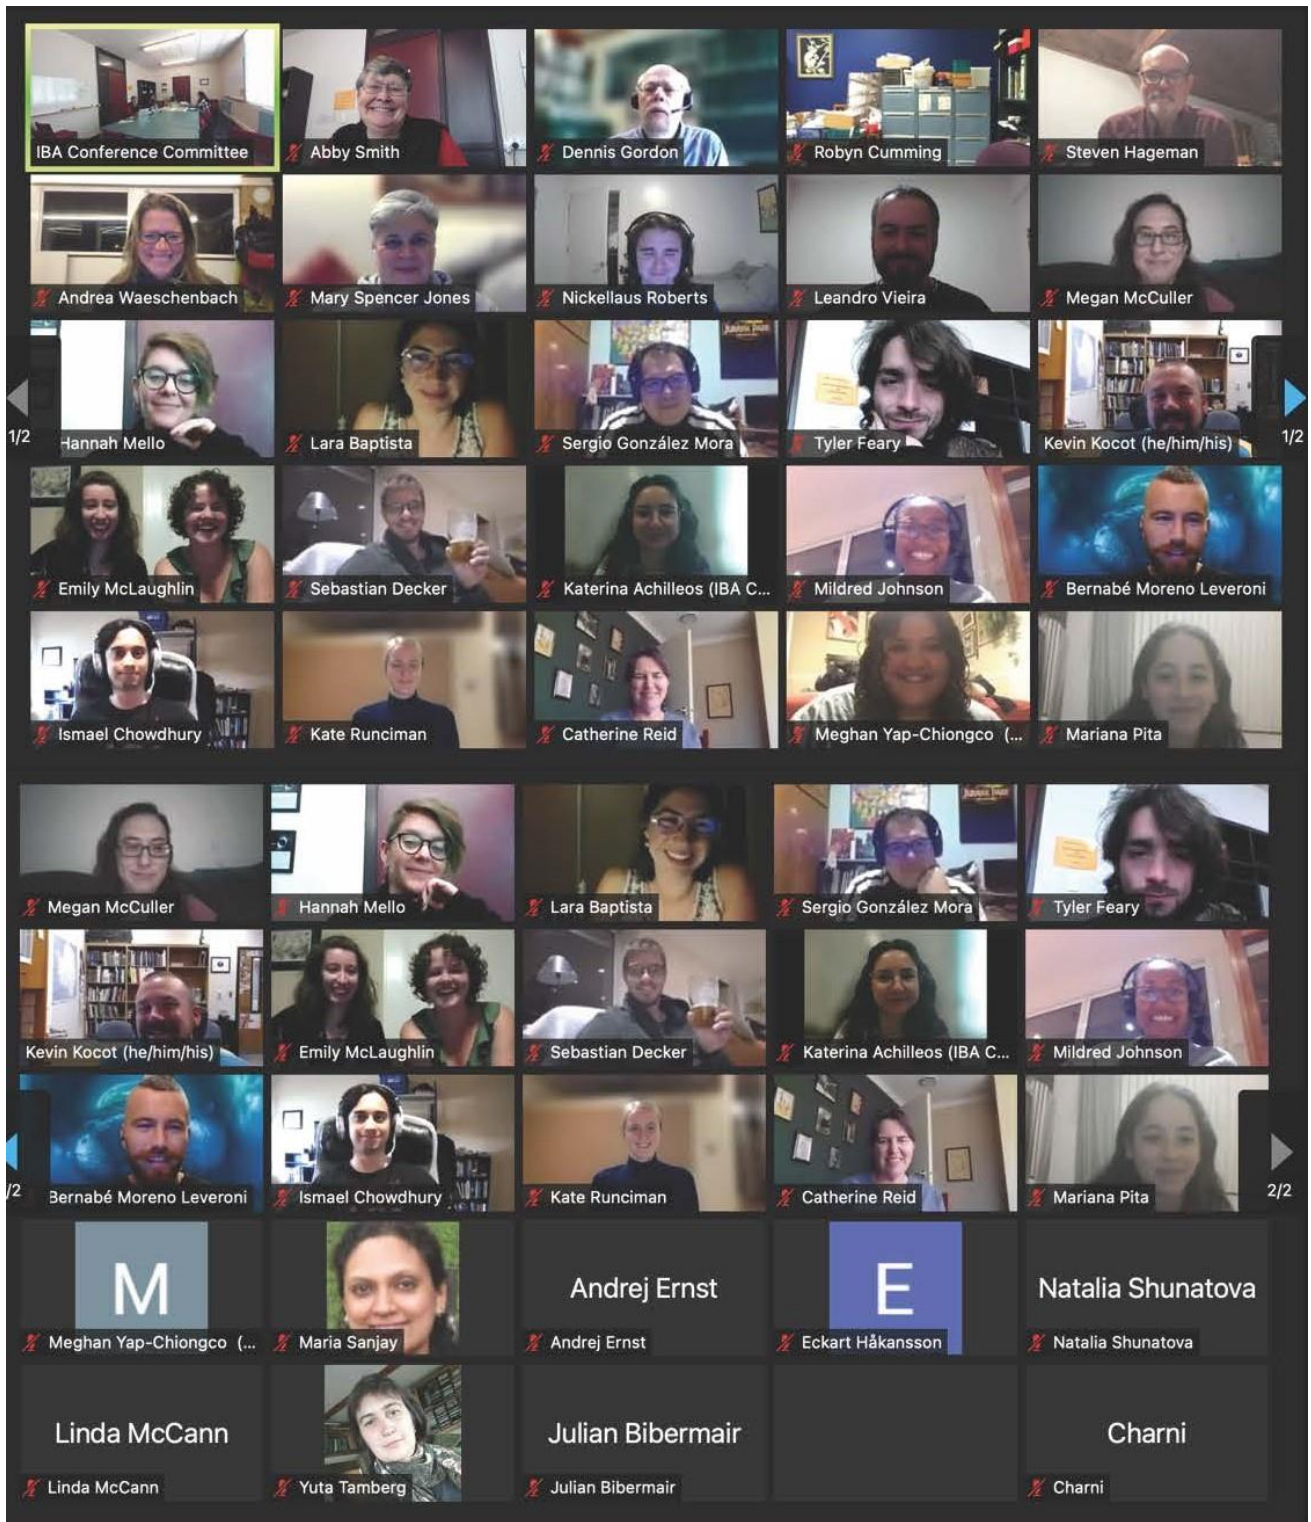 IBA Conference Committee
Abby Smith
Dennis Gordon
Robyn Cumming
Steven Hageman
Andrea Waeschenbach
Mary Spencer Jones
Nickellaus Roberts
Leandro Vieira
Megan McCuller
JURASSIC PARK
1/2
Hannah Mello
Lara Baptista
Sergio González Mora
Tyler Feary
Kevin Kocot (he/him/his)
1/2
Emily McLaughlin
Sebastian Decker
Katerina Achilleos (IBA C...
Mildred Johnson
Bernabé Moreno Leveroni
Ismael Chowdhury
Kate Runciman
Catherine Reid
Meghan Yap-Chiongco (...
Mariana Pita
JURASSIC PARK
Megan McCuller
Hannah Mello
Lara Baptista
Sergio González Mora
Tyler Feary
Kevin Kocot (he/him/his)
Emily McLaughlin
Sebastian Decker
Katerina Achilleos (IBA C...
Mildred Johnson
/2
Bernabé Moreno Leveroni
Ismael Chowdhury
Kate Runciman
Catherine Reid
Mariana Pita
2/2
M
Meghan Yap-Chiongco (...
Maria Sanjay
Andrej Ernst
Andrej Ernst
E
Eckart Håkansson
Natalia Shunatova
Natalia Shunatova
Linda McCann
Linda McCann
Yuta Tamberg
Julian Bibermair
Julian Bibermair
Charni
Charni